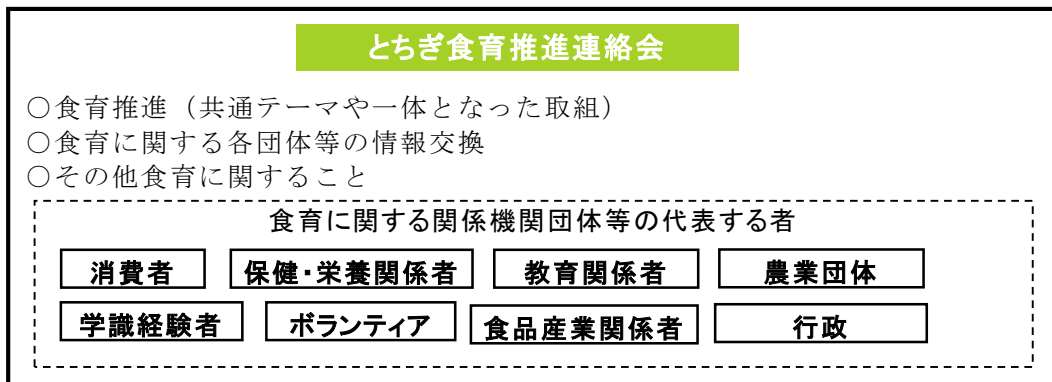 とちぎ食育推進連絡会
○食育推進（共通テーマや一体となった取組）
○食育に関する各団体等の情報交換
○その他食育に関すること
食育に関する関係機関団体等の代表する者
消費者 保健・栄養関係者 教育関係者 農業団体
学識経験者 ボランティア 食品産業関係者 行政